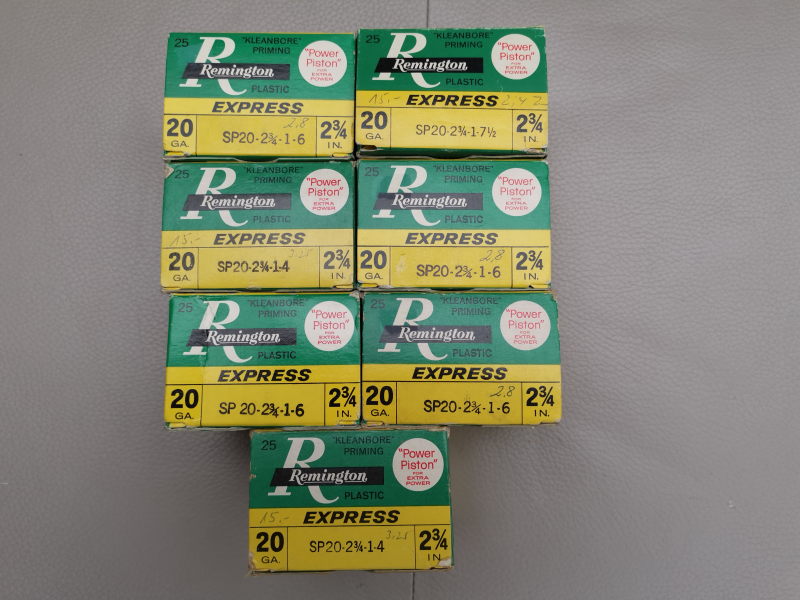 25 "KLEANBORE" PRIMING
R
Remington
PLASTIC
"Power Piston" FOR EXTRA POWER
EXPRESS
2,8
20 GA.
SP20-2¾-1-6
2¾ IN.
25 "KLEANBORE" PRIMING
R
Remington
PLASTIC
"Power Piston" FOR EXTRA POWER
15.- EXPRESS 2,42
20 GA.
SP20-2¾-1-7½
2¾ IN.
25 "KLEANBORE" PRIMING
R
Remington
PLASTIC
"Power Piston" FOR EXTRA POWER
15.- EXPRESS
3.25
20 GA.
SP20-2¾-1-4
2¾ IN.
25 "KLEANBORE" PRIMING
R
Remington
PLASTIC
"Power Piston" FOR EXTRA POWER
EXPRESS
2,8
20 GA.
SP20-2¾-1-6
2¾ IN.
25 "KLEANBORE" PRIMING
R
Remington
PLASTIC
"Power Piston" FOR EXTRA POWER
EXPRESS
20 GA.
SP 20-2¾-1-6
2¾ IN.
25 "KLEANBORE" PRIMING
R
Remington
PLASTIC
"Power Piston" FOR EXTRA POWER
EXPRESS
2,8
20 GA.
SP20-2¾-1-6
2¾ IN.
25 "KLEANBORE" PRIMING
R
Remington
PLASTIC
"Power Piston" FOR EXTRA POWER
15.- EXPRESS
3.25
20 GA.
SP20-2¾-1-4
2¾ IN